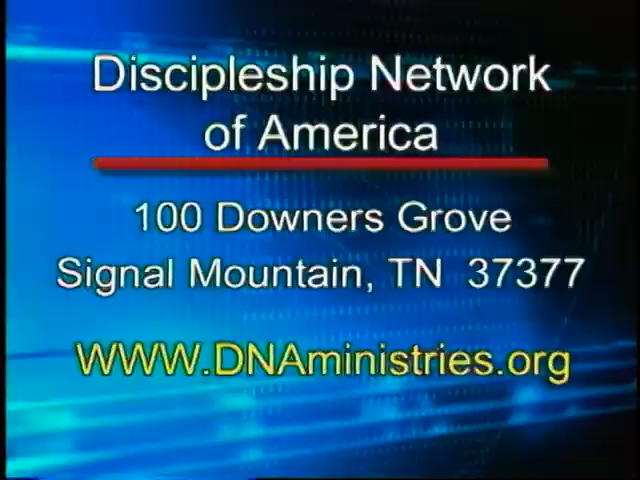 Discipleship Network
of America
100 Downers Grove
Signal Mountain, TN 37377
WWW.DNAministries.org